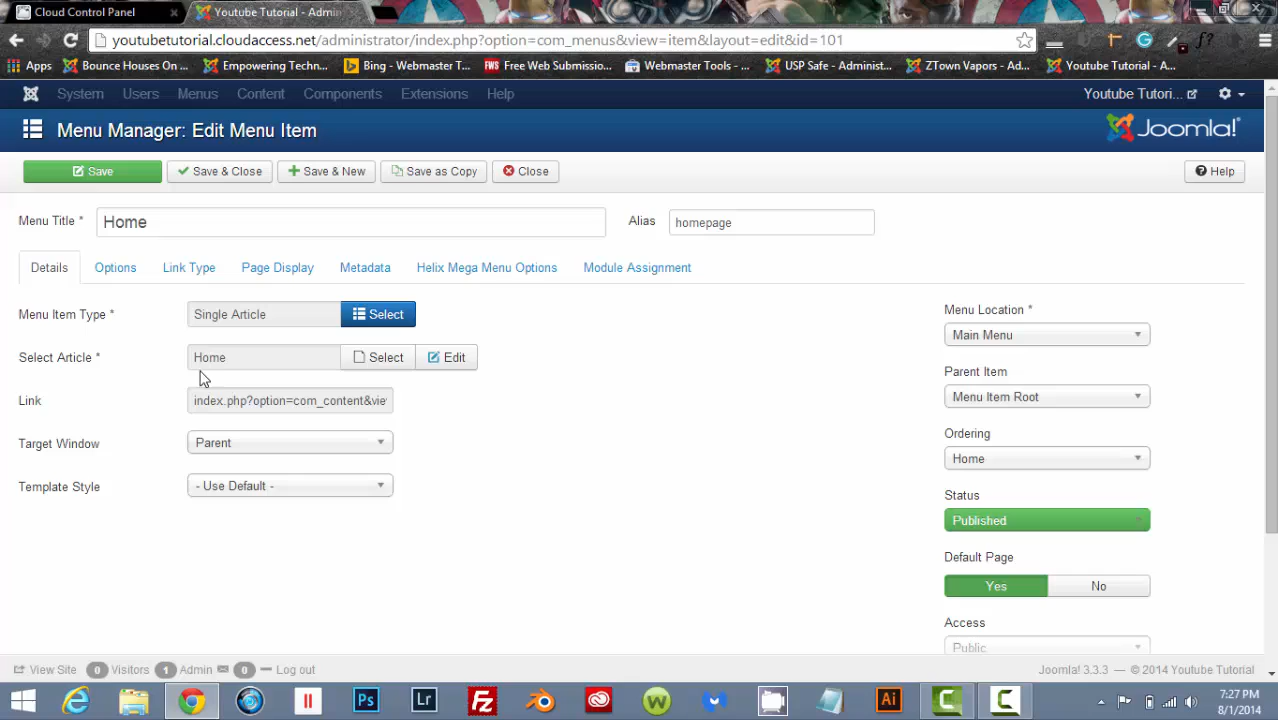 Cloud Control Panel × Youtube Tutorial - Admin ×
youtubetutorial.cloudaccess.net/administrator/index.php?option=com_menus&view=item&layout=edit&id=101
Apps Bounce Houses On ... Empowering Techn... Bing - Webmaster T... FWS Free Web Submissio... Webmaster Tools - ... USP Safe - Administ... ZTown Vapors - Ad... Youtube Tutorial - A...
System Users Menus Content Components Extensions Help Youtube Tutori...
Menu Manager: Edit Menu Item Joomla!
Save Save & Close Save & New Save as Copy Close Help
Menu Title * Home Alias homepage
Details Options Link Type Page Display Metadata Helix Mega Menu Options Module Assignment
Menu Item Type * Single Article Select
Menu Location *
Main Menu
Select Article * Home Select Edit
Parent Item
Link index.php?option=com_content&vie
Menu Item Root
Target Window Parent
Ordering
Home
Template Style - Use Default -
Status
Published
Default Page
Yes No
Access
Public
View Site 0 Visitors 1 Admin 0 Log out Joomla! 3.3.3 — © 2014 Youtube Tutorial
Ps Lr Fz W Ai C C
7:27 PM
8/1/2014